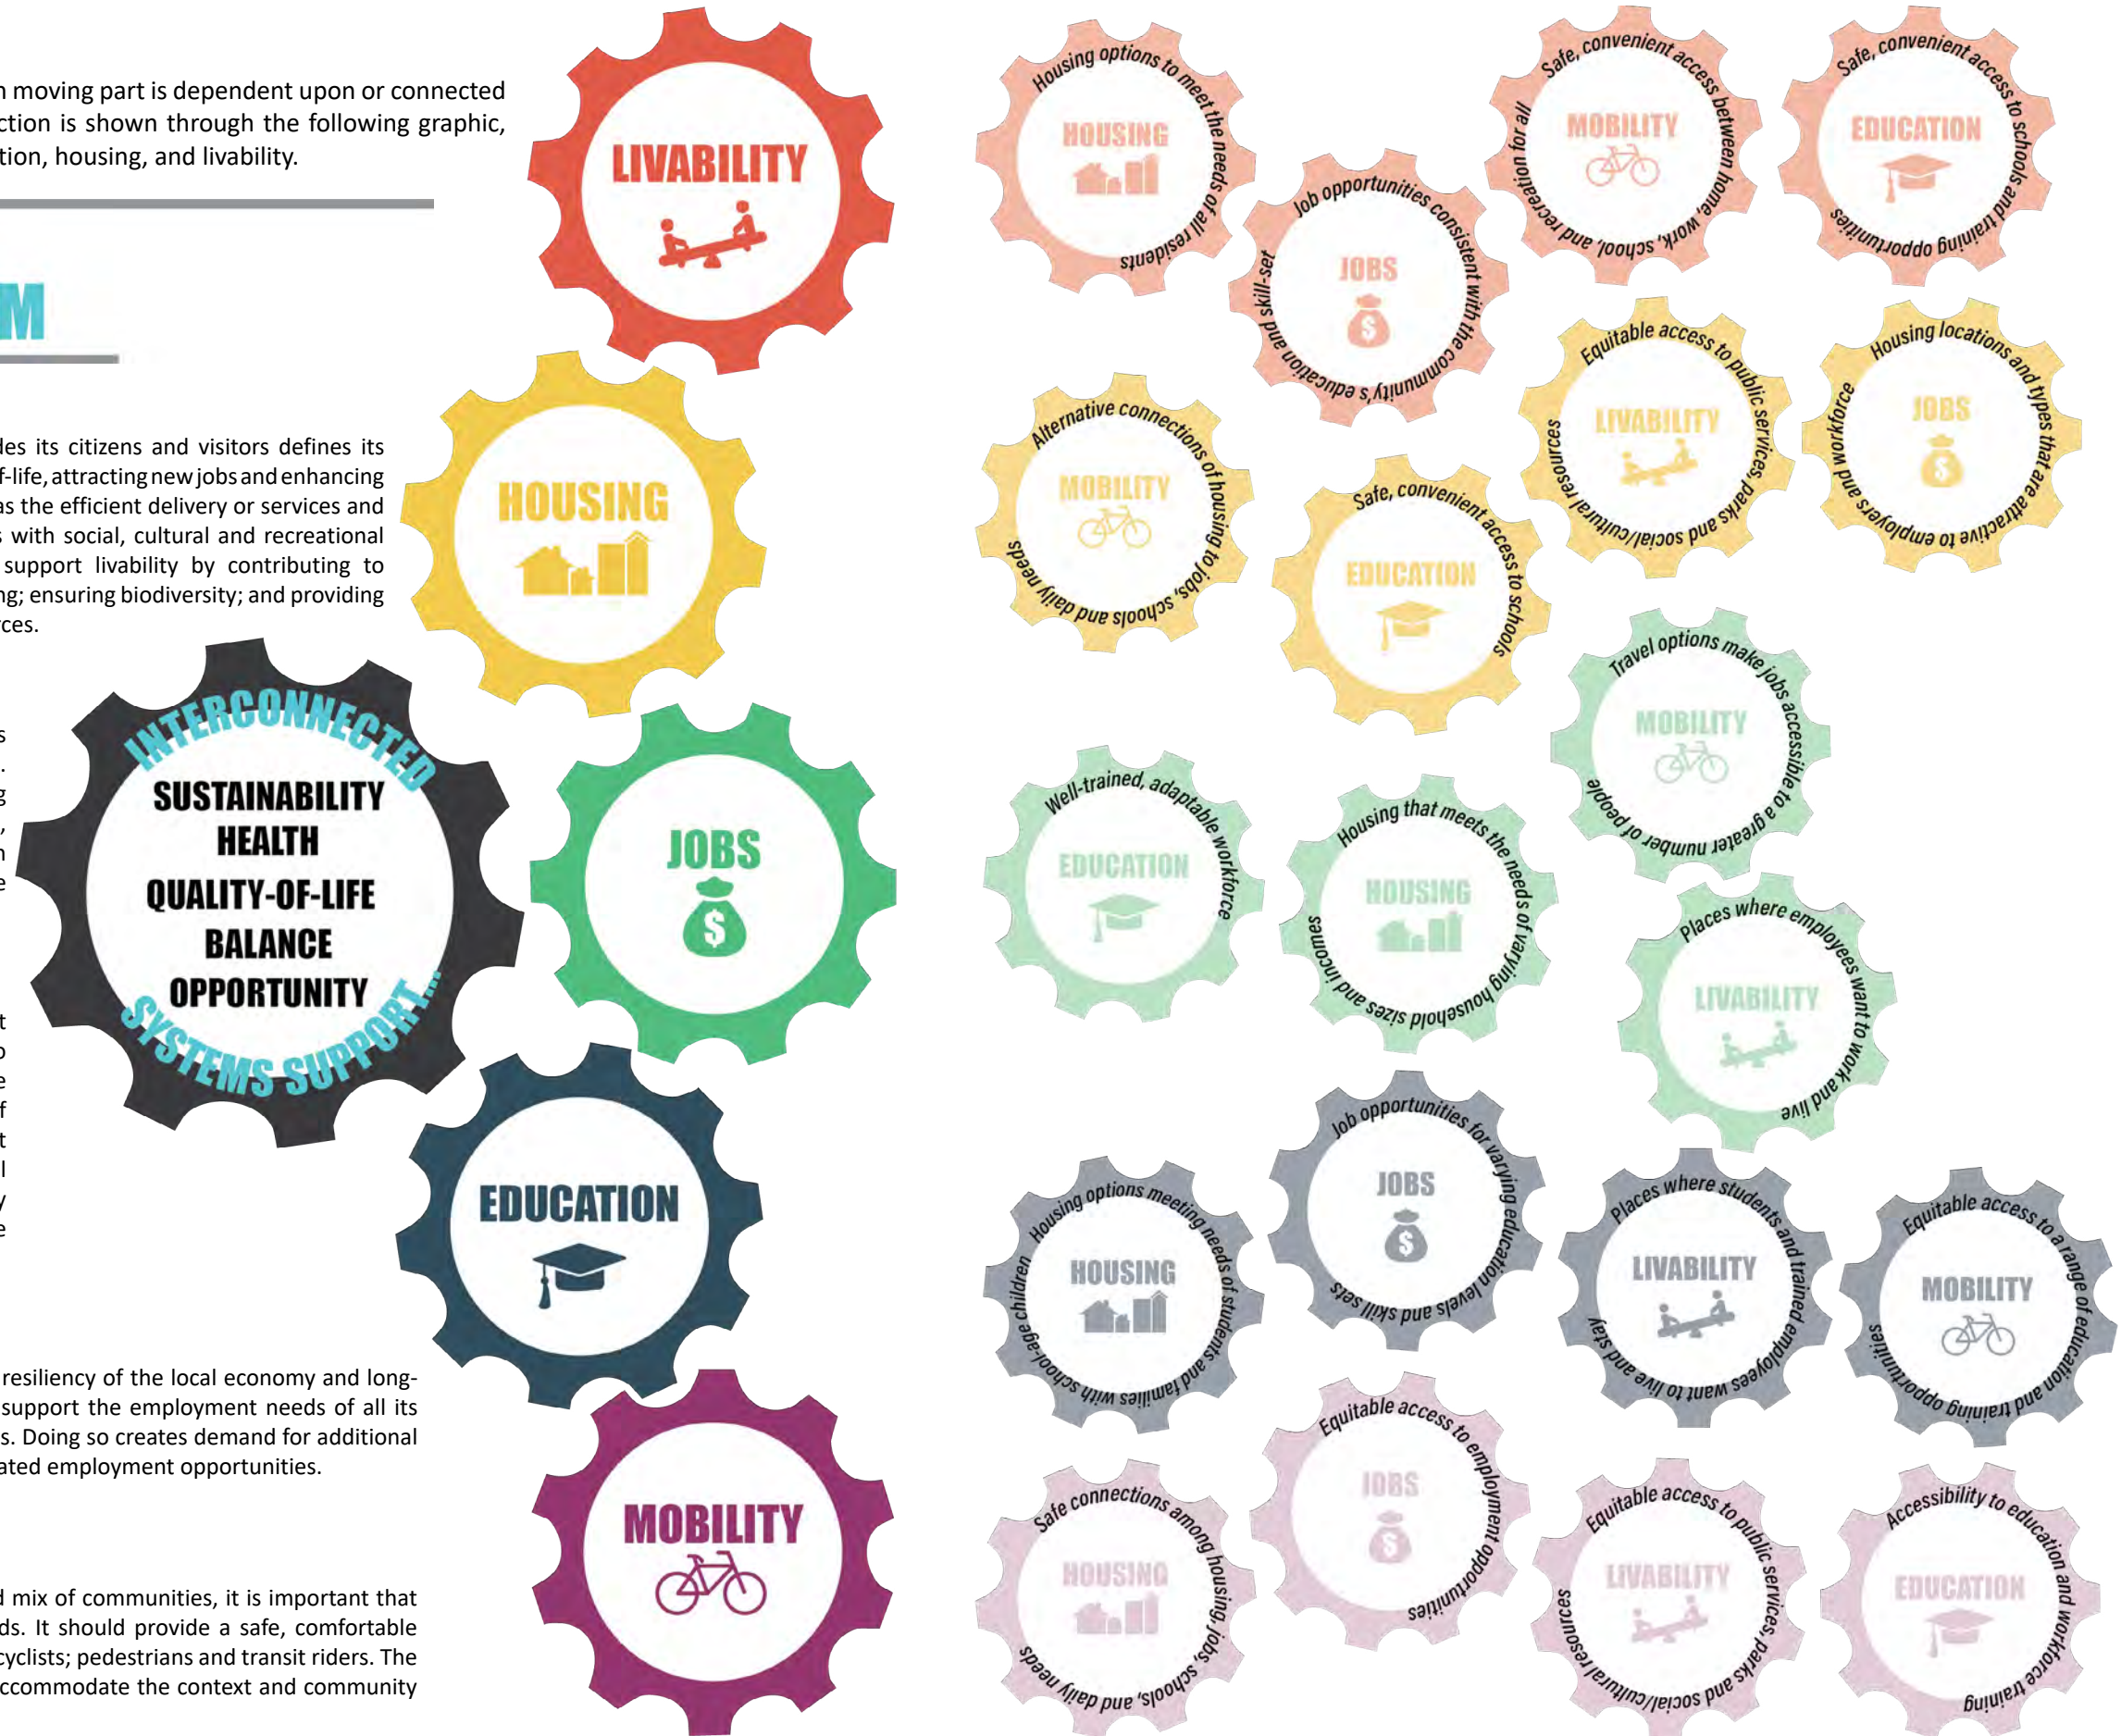 n moving part is dependent upon or connected
ction is shown through the following graphic,
tion, housing, and livability.
M
des its citizens and visitors defines its
f-life, attracting new jobs and enhancing
as the efficient delivery or services and
s with social, cultural and recreational
support livability by contributing to
ng; ensuring biodiversity; and providing
rces.
s
.
g
,
n
e
t
o
e
f
t
l
y
e
resiliency of the local economy and long-
support the employment needs of all its
s. Doing so creates demand for additional
ated employment opportunities.
d mix of communities, it is important that
ds. It should provide a safe, comfortable
cyclists; pedestrians and transit riders. The
accommodate the context and community
INTERCONNECTED
SUSTAINABILITY
HEALTH
QUALITY-OF-LIFE
BALANCE
OPPORTUNITY
SYSTEMS SUPPORT...
LIVABILITY
HOUSING
JOBS
$
EDUCATION
MOBILITY
Housing options to meet the needs of all residents
HOUSING
Job opportunities consistent with the community's education and skill-set
JOBS
$
Safe, convenient access between home, work, school, and recreation for all
MOBILITY
Safe, convenient access to schools and training opportunities
EDUCATION
Alternative connections of housing to jobs, schools and daily needs
MOBILITY
Safe, convenient access to schools
EDUCATION
Equitable access to public services, parks and social/cultural resources
LIVABILITY
Housing locations and types that are attractive to employers and workforce
JOBS
$
Well-trained, adaptable workforce
EDUCATION
Housing that meets the needs of varying household sizes and incomes
HOUSING
Travel options make jobs accessible to a greater number of people
MOBILITY
Places where employees want to work and live
LIVABILITY
Housing options meeting needs of students and families with school-age children
HOUSING
Job opportunities for varying education levels and skill sets
JOBS
$
Places where students and trained employees want to live and stay
LIVABILITY
Equitable access to a range of education and training opportunities
MOBILITY
Safe connections among housing, jobs, schools, and daily needs
HOUSING
Equitable access to employment opportunities
JOBS
$
Equitable access to public services, parks and social/cultural resources
LIVABILITY
Accessibility to education and workforce training
EDUCATION